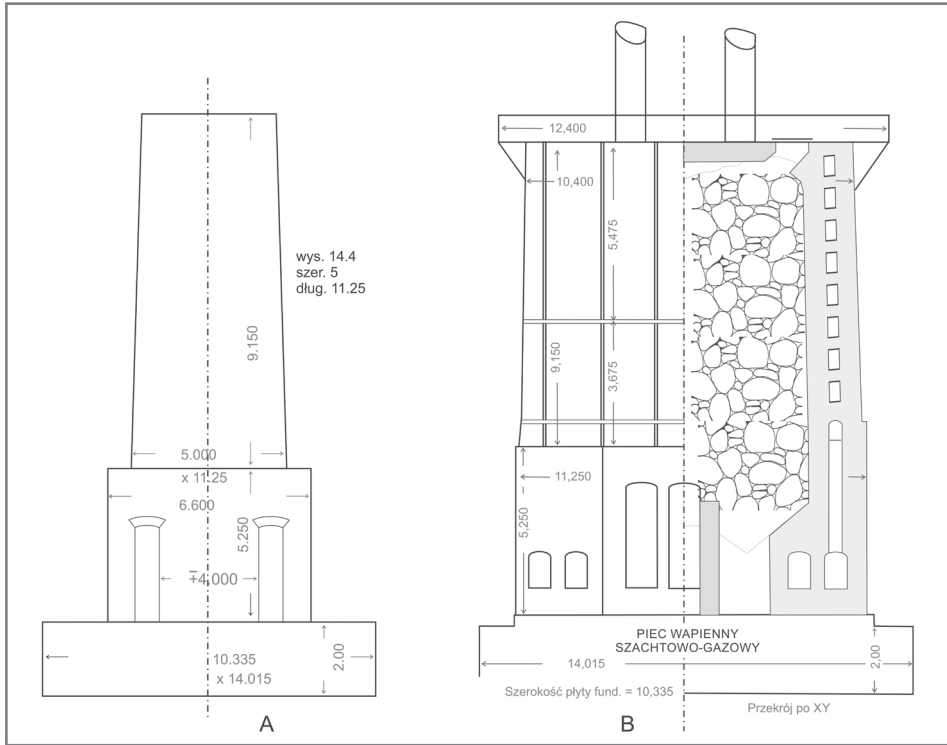 wys. 14.4
szer. 5
dług. 11.25
9.150
5.000
x 11.25
6.600
5.250
±4.000
10.335
x 14.015
2.00
A
12,400
10,400
5,475
9,150
3,675
11,250
5,250
PIEC WAPIENNY
SZACHTOWO-GAZOWY
14,015
2,00
Szerokość płyty fund. = 10,335
Przekrój po XY
B